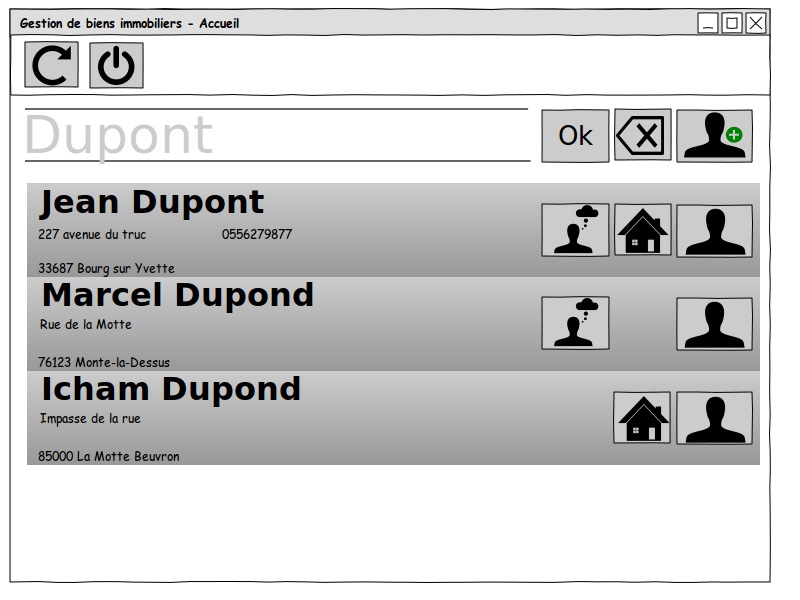 Gestion de biens immobiliers - Accueil
Dupont
Ok
Jean Dupont
227 avenue du truc 0556279877
33687 Bourg sur Yvette
Marcel Dupond
Rue de la Motte
76123 Monte-la-Dessus
Icham Dupond
Impasse de la rue
85000 La Motte Beuvron